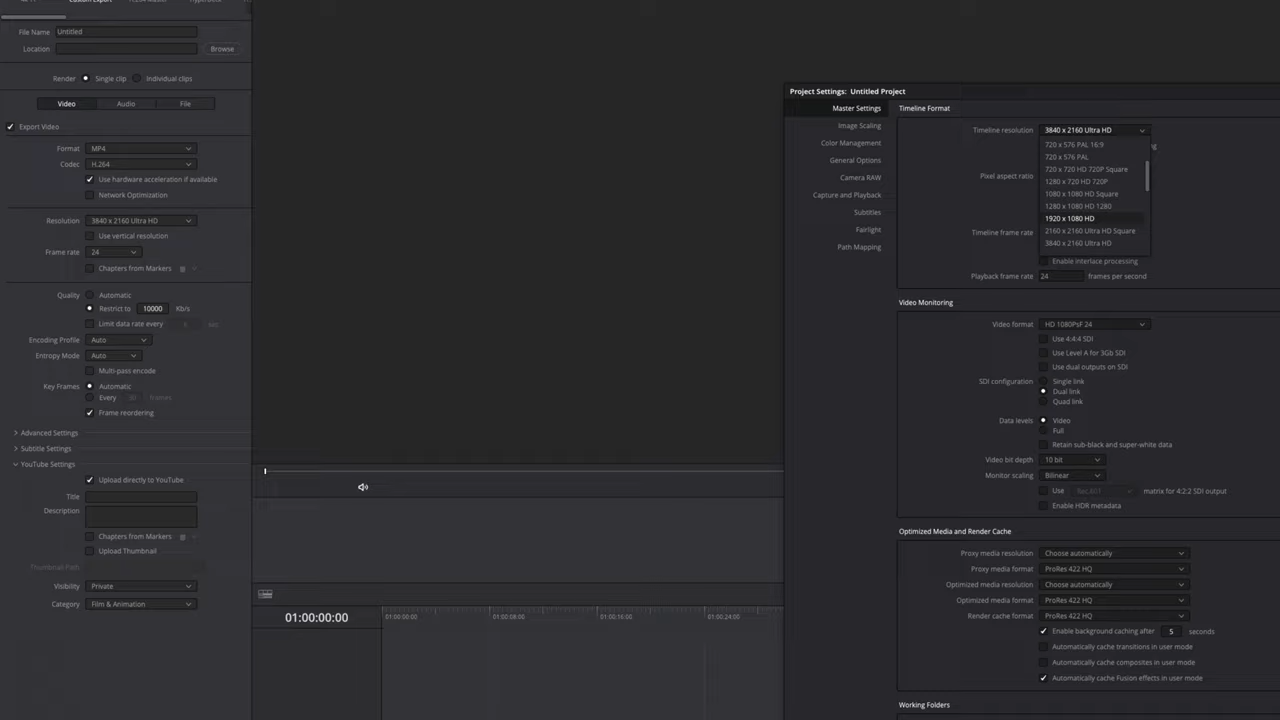 Custom Export
File Name Untitled
Location Browse
Render Single clip Individual clips
Video Audio File
Export Video
Format MP4
Codec H.264
Use hardware acceleration if available
Network Optimization
Resolution 3840 x 2160 Ultra HD
Use vertical resolution
Frame rate 24
Chapters from Markers
Quality Automatic
Restrict to 10000 Kb/s
Limit data rate every sec
Encoding Profile Auto
Entropy Mode Auto
Multi-pass encode
Key Frames Automatic
Every 30 frames
Frame reordering
Advanced Settings
Subtitle Settings
YouTube Settings
Upload directly to YouTube
Title
Description
Chapters from Markers
Upload Thumbnail
Thumbnail Path
Visibility Private
Category Film & Animation
01:00:00:00 01:00:00:00 01:00:08:00 01:00:16:00 01:00:24:00
Project Settings: Untitled Project
Master Settings
Image Scaling
Color Management
General Options
Camera RAW
Capture and Playback
Subtitles
Fairlight
Path Mapping
Timeline Format
Timeline resolution 3840 x 2160 Ultra HD
720 x 576 PAL 16:9
720 x 576 PAL
720 x 720 HD 720P Square
1280 x 720 HD 720P
1080 x 1080 HD Square
1280 x 1080 HD 1280
1920 x 1080 HD
2160 x 2160 Ultra HD Square
3840 x 2160 Ultra HD
Pixel aspect ratio
Timeline frame rate
Enable interlace processing
Playback frame rate 24 frames per second
Video Monitoring
Video format HD 1080PsF 24
Use 4:4:4 SDI
Use Level A for 3Gb SDI
Use dual outputs on SDI
SDI configuration Single link
Dual link
Quad link
Data levels Video
Full
Retain sub-black and super-white data
Video bit depth 10 bit
Monitor scaling Bilinear
Use Rec.601 matrix for 4:2:2 SDI output
Enable HDR metadata
Optimized Media and Render Cache
Proxy media resolution Choose automatically
Proxy media format ProRes 422 HQ
Optimized media resolution Choose automatically
Optimized media format ProRes 422 HQ
Render cache format ProRes 422 HQ
Enable background caching after 5 seconds
Automatically cache transitions in user mode
Automatically cache composites in user mode
Automatically cache Fusion effects in user mode
Working Folders